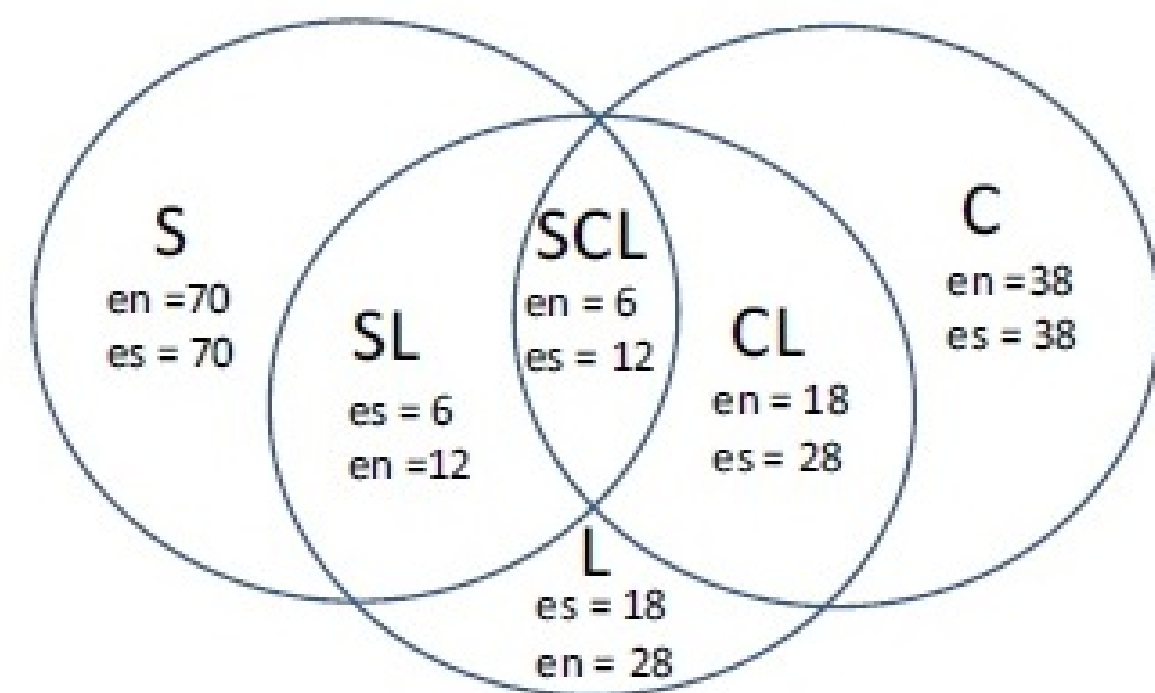 S
en =70
es = 70
SL
es = 6
en =12
SCL
en = 6
es = 12
CL
en = 18
es = 28
C
en =38
es = 38
L
es = 18
en = 28